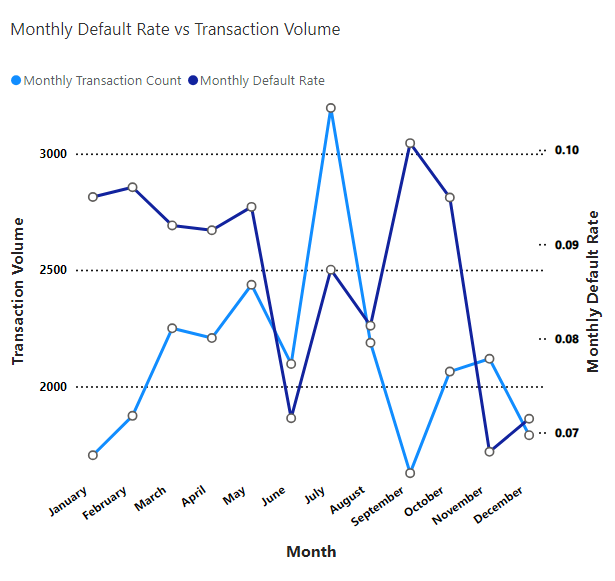 Monthly Default Rate vs Transaction Volume
Monthly Transaction Count Monthly Default Rate
3000
2500
2000
Transaction Volume
0.10
0.09
0.08
0.07
Monthly Default Rate
January
February
March
April
May
June
July
August
September
October
November
December
Month